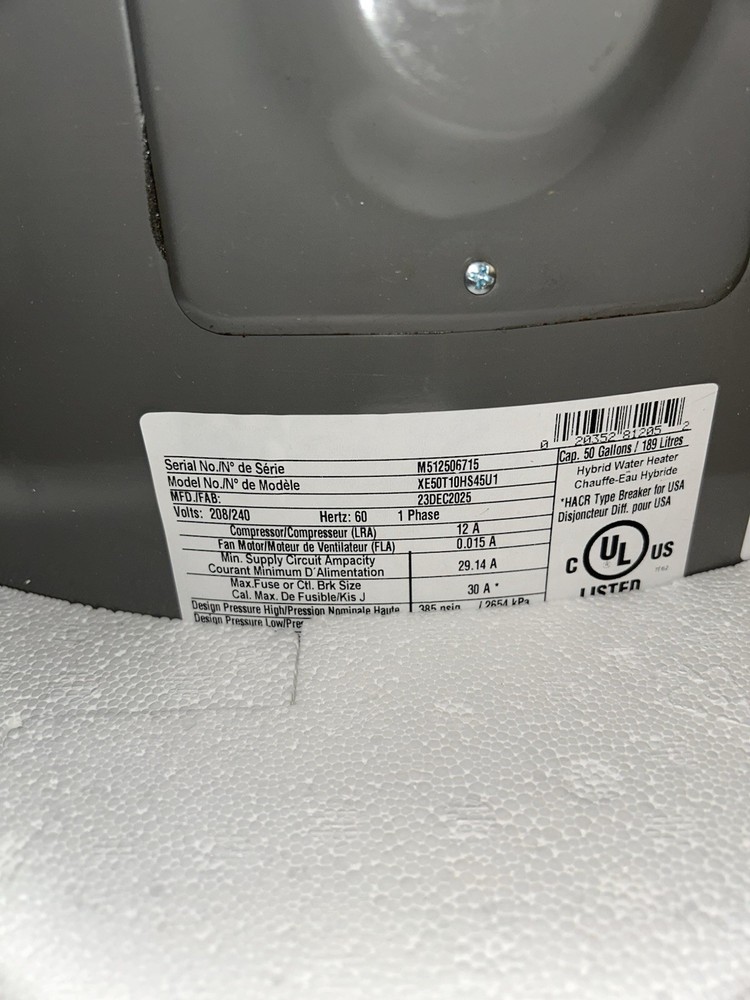 0 20352 81205 2
Cap. 50 Gallons / 189 Litres
Serial No./N° de Série M512506715
Hybrid Water Heater
Chauffe-Eau Hybride
Model No./N° de Modèle XE50T10HS45U1
MFD./FAB: 23DEC2025
*HACR Type Breaker for USA
Disjoncteur Diff. pour USA
Volts: 208/240 Hertz: 60 1 Phase
Compressor/Compresseur (LRA) 12 A
Fan Motor/Moteur de Ventilateur (FLA) 0.015 A
Min. Supply Circuit Ampacity
Courant Minimum D'Alimentation 29.14 A
C UL US
LISTED
Max.Fuse or Ctl. Brk Size
Cal. Max. De Fusible/Kis J 30 A *
Design Pressure High/Pression Nominale Haute 385 psig / 2654 kPa
Design Pressure Low/Pre